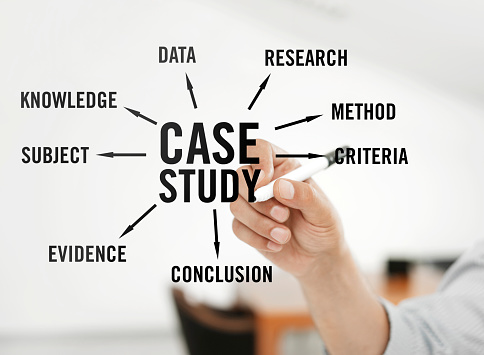 DATA
RESEARCH
KNOWLEDGE
METHOD
SUBJECT
CASE
STUDY
CRITERIA
EVIDENCE
CONCLUSION